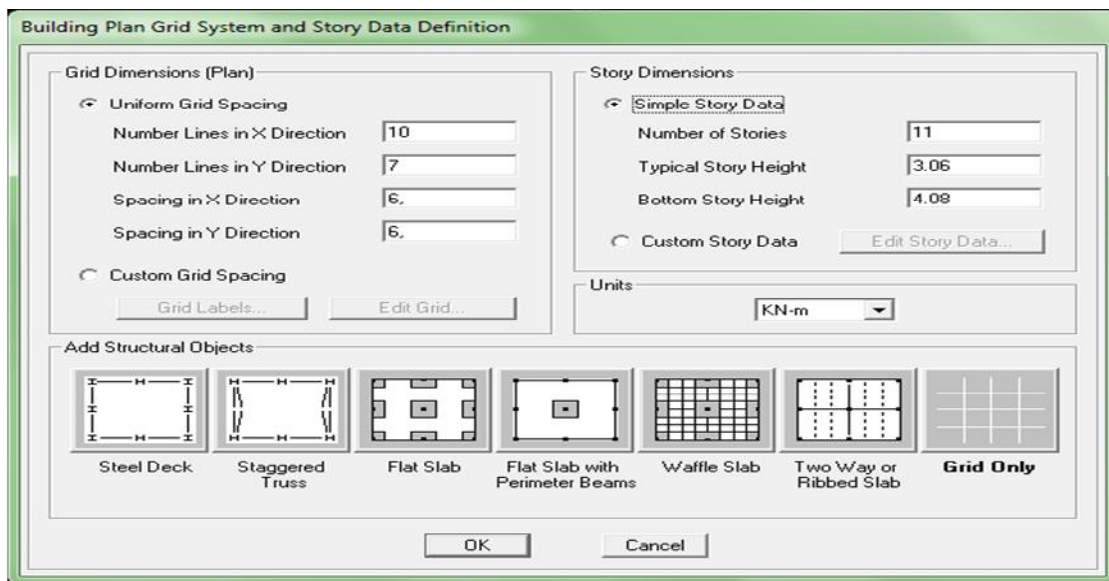 Building Plan Grid System and Story Data Definition
Grid Dimensions (Plan)
Uniform Grid Spacing
Number Lines in X Direction 10
Number Lines in Y Direction 7
Spacing in X Direction 6,
Spacing in Y Direction 6,
Custom Grid Spacing
Grid Labels... Edit Grid...
Story Dimensions
Simple Story Data
Number of Stories 11
Typical Story Height 3.06
Bottom Story Height 4.08
Custom Story Data Edit Story Data...
Units
KN-m
Add Structural Objects
Steel Deck
Staggered
Truss
Flat Slab
Flat Slab with
Perimeter Beams
Waffle Slab
Two Way or
Ribbed Slab
Grid Only
OK Cancel